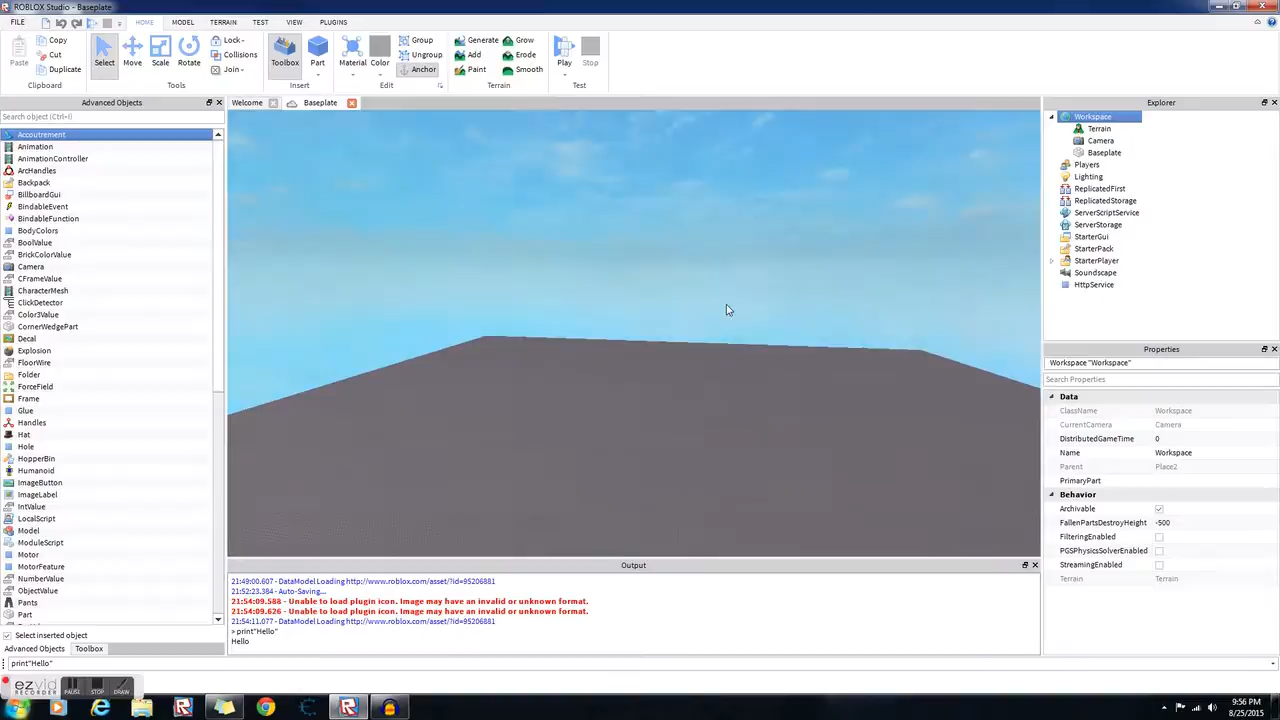 ROBLOX Studio - Baseplate
FILE HOME MODEL TERRAIN TEST VIEW PLUGINS
Paste
Copy
Cut
Duplicate
Clipboard
Select Move Scale Rotate
Lock
Collisions
Join
Tools
Toolbox Part
Insert
Material Color
Group
Ungroup
Anchor
Edit
Generate Grow
Add Erode
Paint Smooth
Terrain
Play Stop
Test
Advanced Objects
Search object (Ctrl+I)
Accoutrement
Animation
AnimationController
ArcHandles
Backpack
BillboardGui
BindableEvent
BindableFunction
BodyColors
BoolValue
BrickColorValue
Camera
CFrameValue
CharacterMesh
ClickDetector
Color3Value
CornerWedgePart
Decal
Explosion
FloorWire
Folder
ForceField
Frame
Glue
Handles
Hat
Hole
HopperBin
Humanoid
ImageButton
ImageLabel
IntValue
LocalScript
Model
ModuleScript
Motor
MotorFeature
NumberValue
ObjectValue
Pants
Part
Select inserted object
Advanced Objects Toolbox
Welcome Baseplate
Output
21:49:00.607 - DataModel Loading http://www.roblox.com/asset/?id=95206881
21:52:23.384 - Auto-Saving...
21:54:09.588 - Unable to load plugin icon. Image may have an invalid or unknown format.
21:54:09.626 - Unable to load plugin icon. Image may have an invalid or unknown format.
21:54:11.077 - DataModel Loading http://www.roblox.com/asset/?id=95206881
> print"Hello"
Hello
Explorer
Workspace
Terrain
Camera
Baseplate
Players
Lighting
ReplicatedFirst
ReplicatedStorage
ServerScriptService
ServerStorage
StarterGui
StarterPack
StarterPlayer
Soundscape
HttpService
Properties
Workspace "Workspace"
Search Properties
Data
ClassName Workspace
CurrentCamera Camera
DistributedGameTime 0
Name Workspace
Parent Place2
PrimaryPart
Behavior
Archivable
FallenPartsDestroyHeight -500
FilteringEnabled
PGSPhysicsSolverEnabled
StreamingEnabled
Terrain Terrain
print"Hello"
ezvid
RECORDER
PAUSE STOP DRAW
9:56 PM
8/25/2015